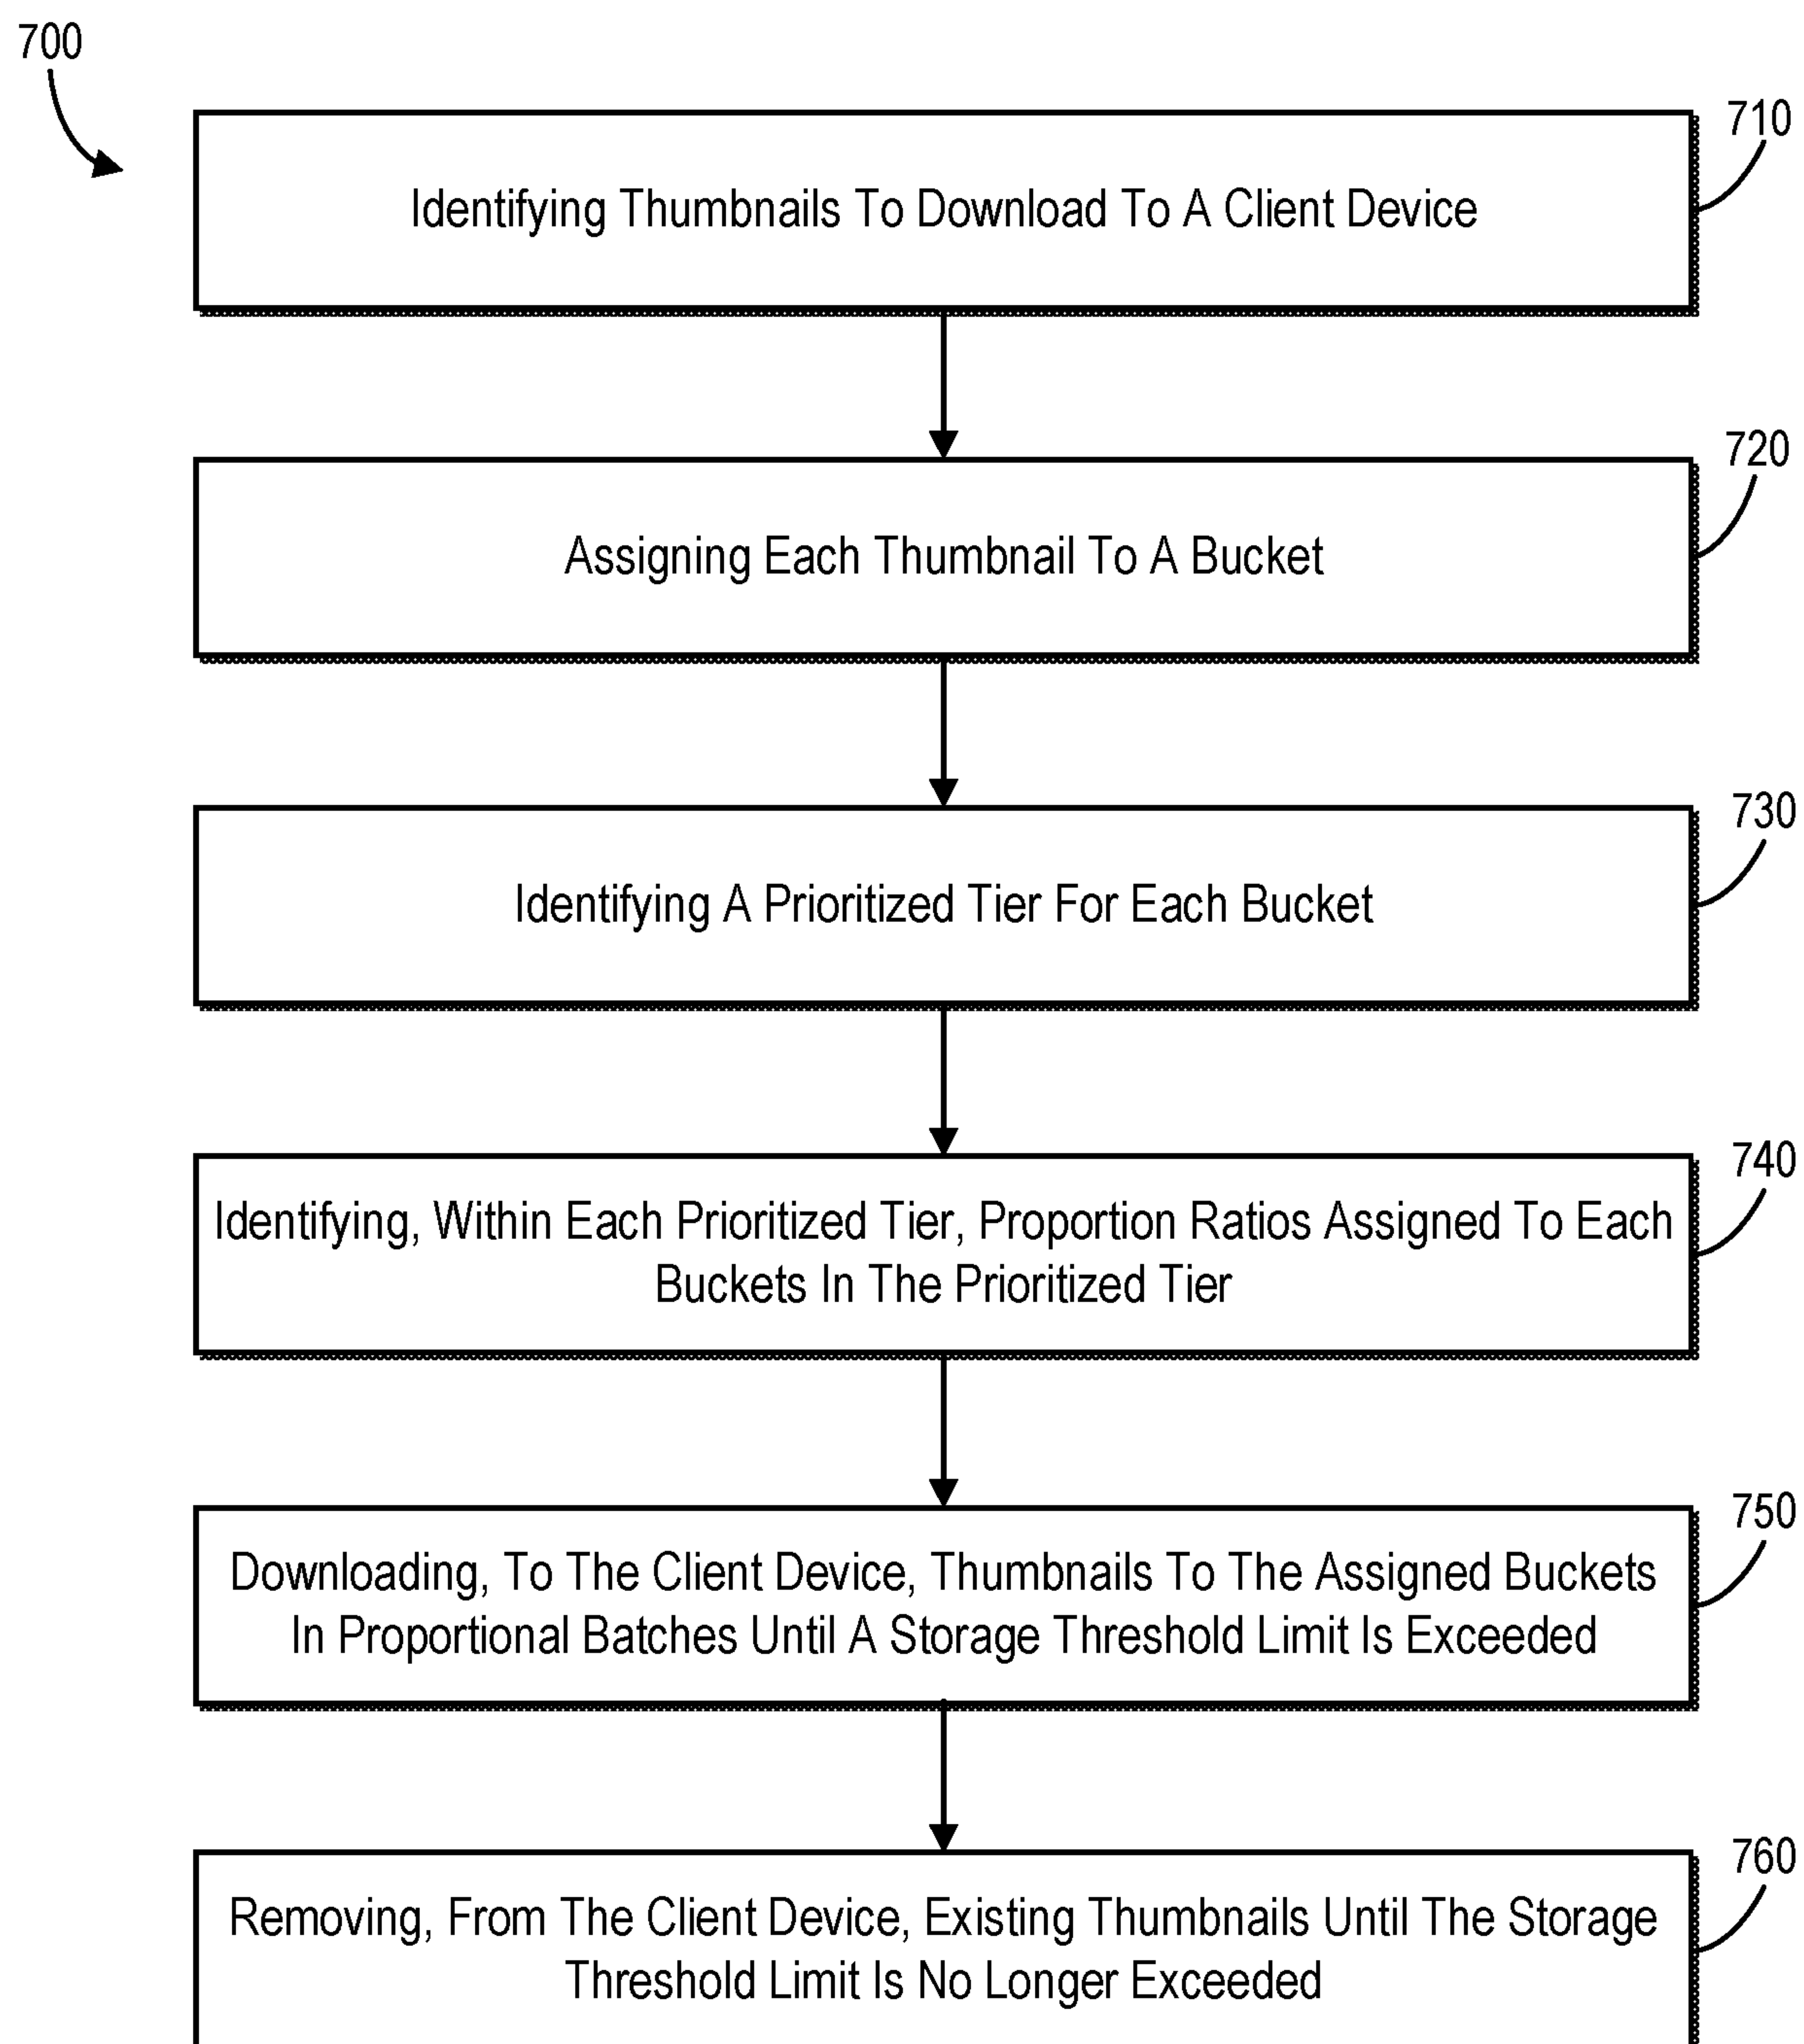 700
710
Identifying Thumbnails To Download To A Client Device
720
Assigning Each Thumbnail To A Bucket
730
Identifying A Prioritized Tier For Each Bucket
740
Identifying, Within Each Prioritized Tier, Proportion Ratios Assigned To Each
Buckets In The Prioritized Tier
750
Downloading, To The Client Device, Thumbnails To The Assigned Buckets
In Proportional Batches Until A Storage Threshold Limit Is Exceeded
760
Removing, From The Client Device, Existing Thumbnails Until The Storage
Threshold Limit Is No Longer Exceeded